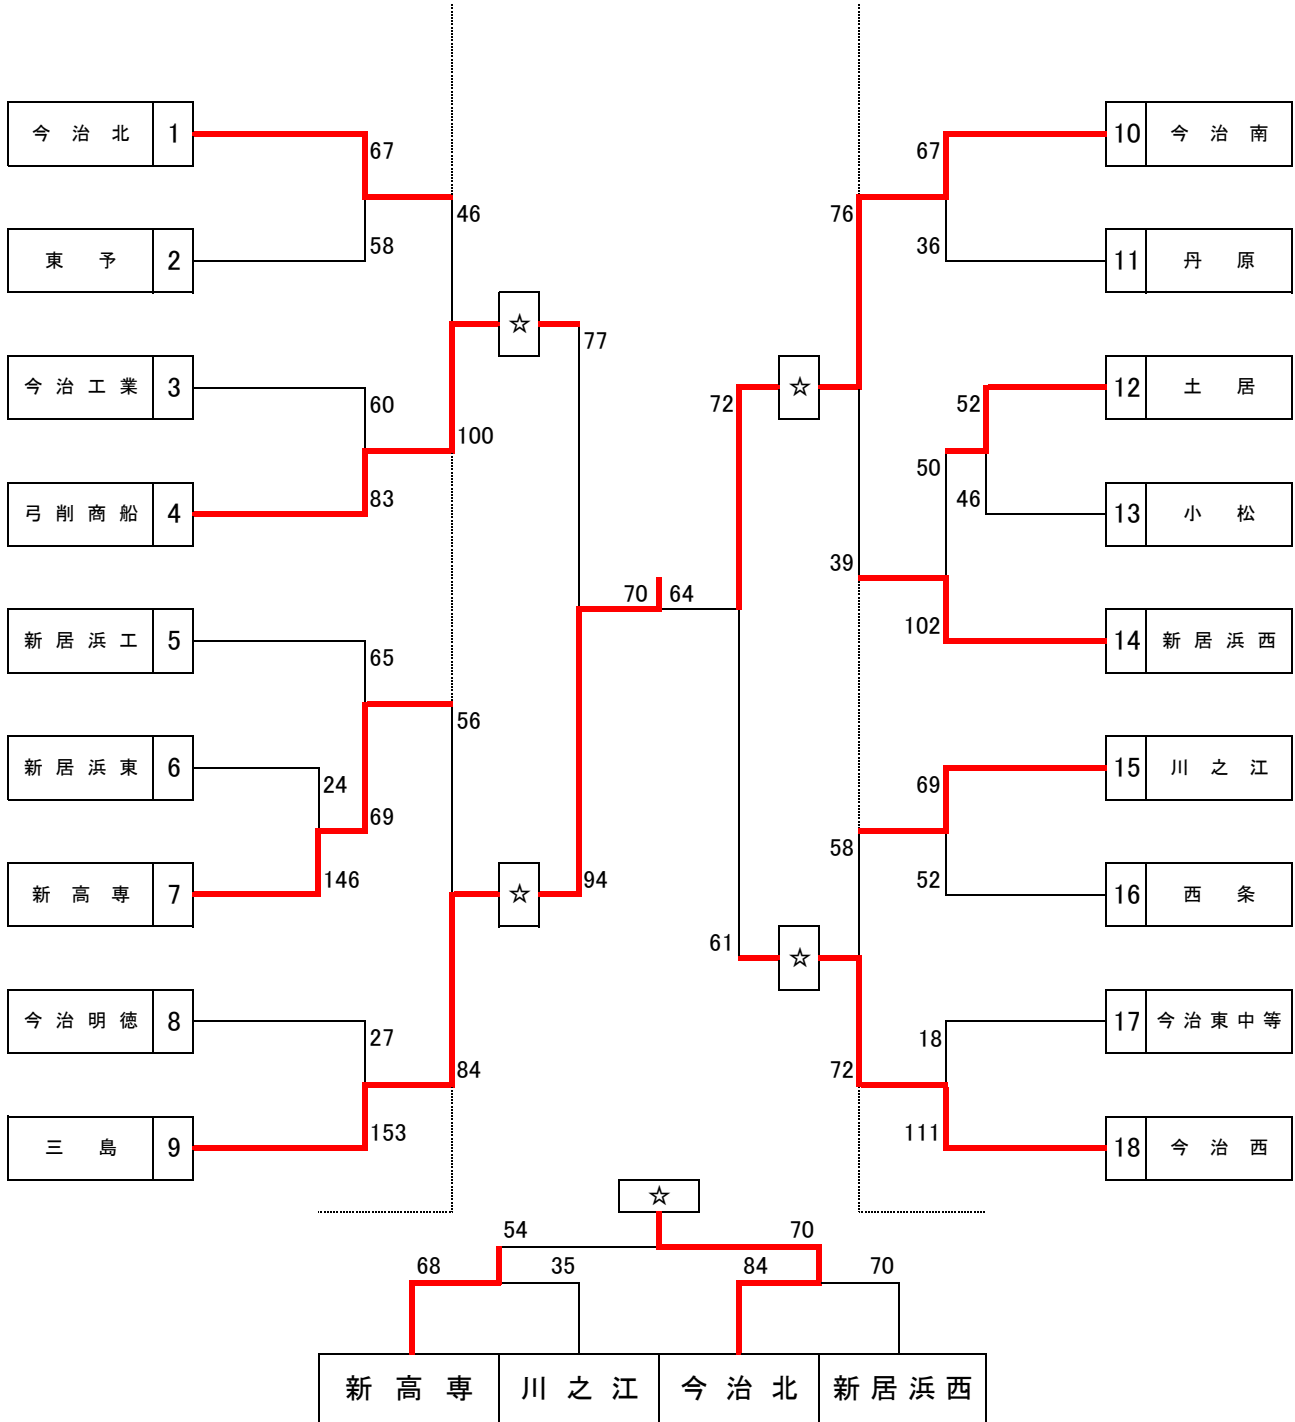 今治北 1
67
10 今治南
67
46
76
東予 2
58
36
11 丹原
☆
77
今治工業 3
60
72
☆
52
12 土居
100
50
弓削商船 4
83
46
13 小松
39
70 64
新居浜工 5
65
102
14 新居浜西
56
新居浜東 6
24
69
15 川之江
69
58
新高専 7
146
☆
94
52
16 西条
61
☆
今治明徳 8
27
18
17 今治東中等
84
72
三島 9
153
111
18 今治西
☆
54 70
68 35 84 70
新高専 川之江 今治北 新居浜西